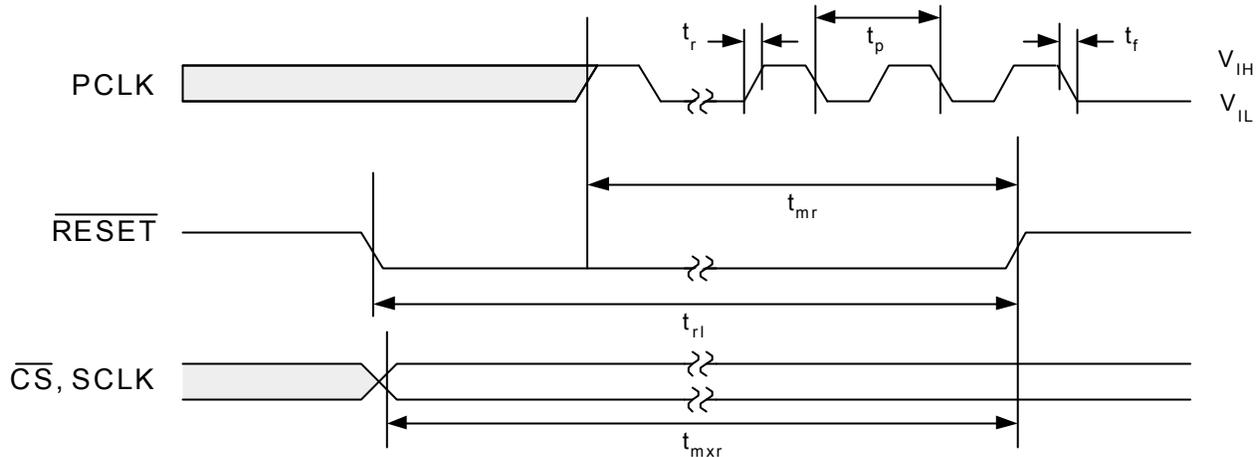 t_r
t_p
t_f
V_IH
PCLK
V_IL
t_mr
RESET
t_rl
CS, SCLK
t_mxr